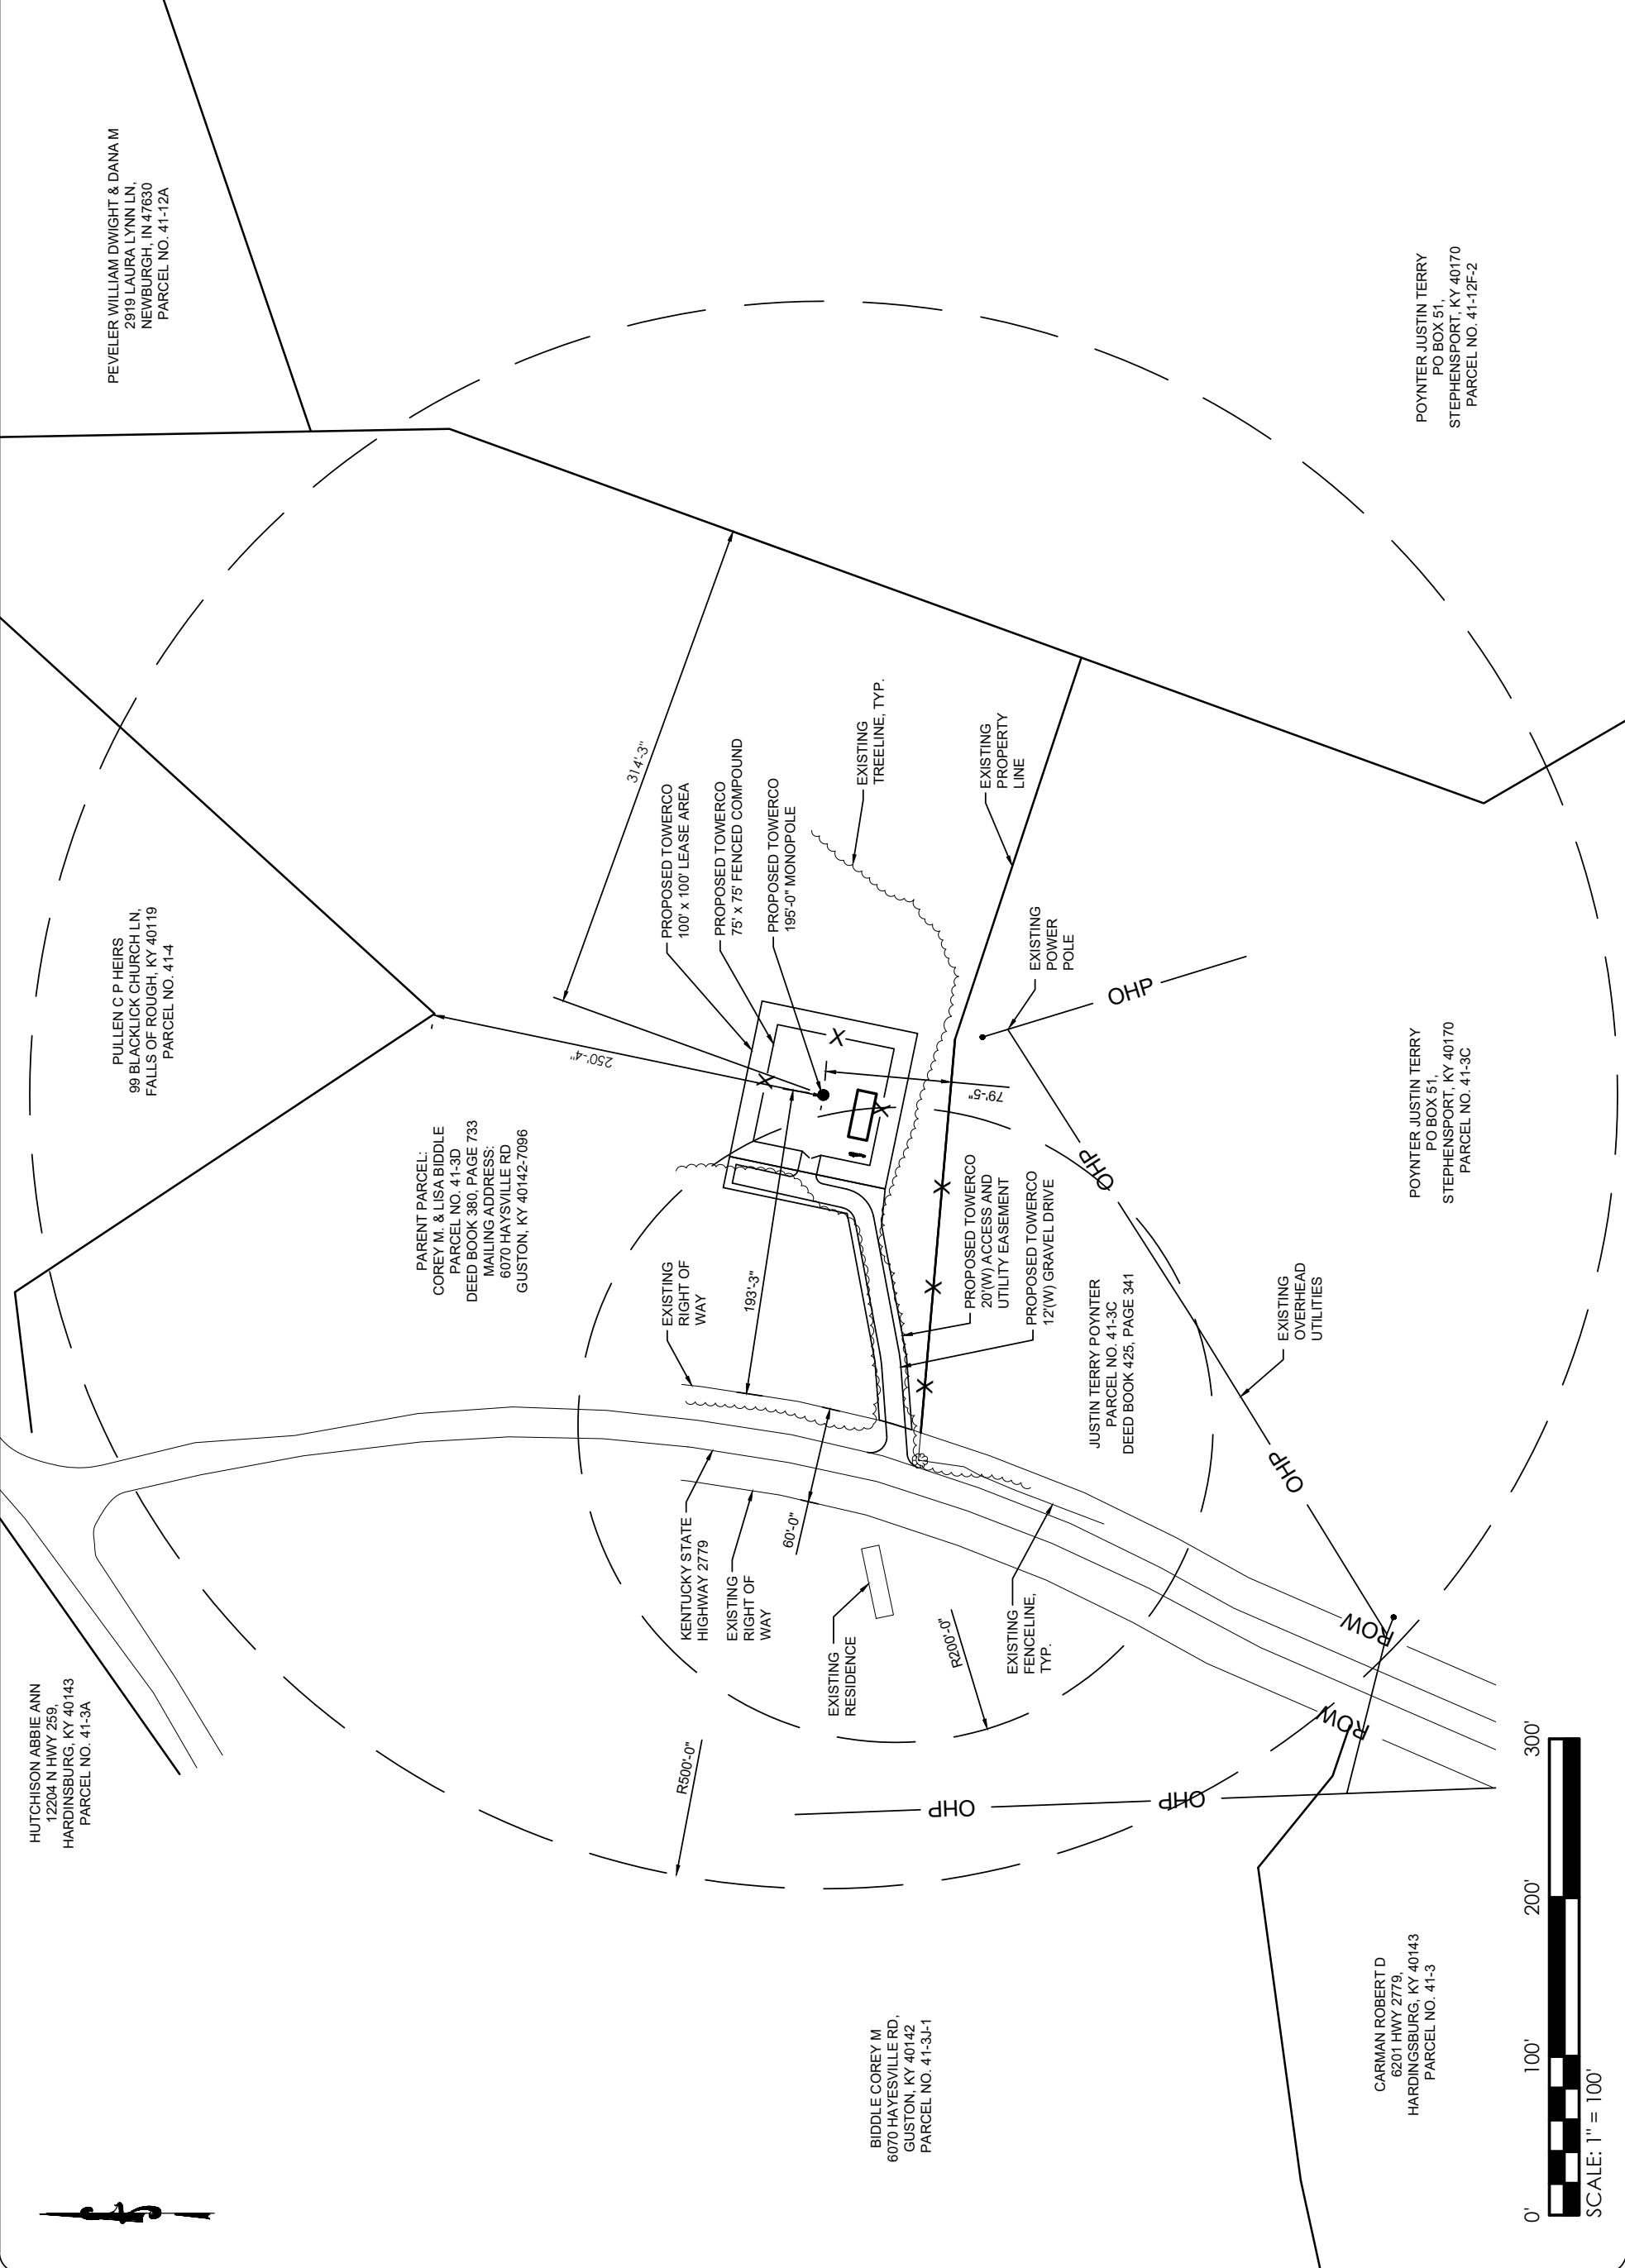 HUTCHISON ABBIE ANN
12204 N HWY 259,
HARDINSBURG, KY 40143
PARCEL NO. 41-3A
PULLEN C P HEIRS
99 BLACKLICK CHURCH LN,
FALLS OF ROUGH, KY 40119
PARCEL NO. 41-4
PEVELER WILLIAM DWIGHT & DANA M
2919 LAURA LYNN LN,
NEWBURGH, IN 47630
PARCEL NO. 41-12A
PARENT PARCEL:
COREY M. & LISA BIDDLE
PARCEL NO. 41-3D
DEED BOOK 380, PAGE 733
MAILING ADDRESS:
6070 HAYSVILLE RD
GUSTON, KY 40142-7096
250'-4"
314'-3"
PROPOSED TOWERCO
100' x 100' LEASE AREA
PROPOSED TOWERCO
75' x 75' FENCED COMPOUND
PROPOSED TOWERCO
195'-0" MONOPOLE
EXISTING
TREELINE, TYP.
EXISTING
PROPERTY
LINE
EXISTING
POWER
POLE
OHP
X
X
X
79'-5"
EXISTING
RIGHT OF
WAY
193'-3"
R500'-0"
KENTUCKY STATE
HIGHWAY 2779
EXISTING
RIGHT OF
WAY
60'-0"
EXISTING
RESIDENCE
R200'-0"
EXISTING
FENCELINE,
TYP.
X
X
X
PROPOSED TOWERCO
20'(W) ACCESS AND
UTILITY EASEMENT
PROPOSED TOWERCO
12'(W) GRAVEL DRIVE
JUSTIN TERRY POYNTER
PARCEL NO. 41-3C
DEED BOOK 425, PAGE 341
OHP
OHP
EXISTING
OVERHEAD
UTILITIES
OHP
OHP
ROW
ROW
BIDDLE COREY M
6070 HAYESVILLE RD,
GUSTON, KY 40142
PARCEL NO. 41-3J-1
CARMAN ROBERT D
6201 HWY 2779,
HARDINGSBURG, KY 40143
PARCEL NO. 41-3
POYNTER JUSTIN TERRY
PO BOX 51,
STEPHENSPORT, KY 40170
PARCEL NO. 41-3C
POYNTER JUSTIN TERRY
PO BOX 51,
STEPHENSPORT, KY 40170
PARCEL NO. 41-12F-2
0' 100' 200' 300'
SCALE: 1" = 100'